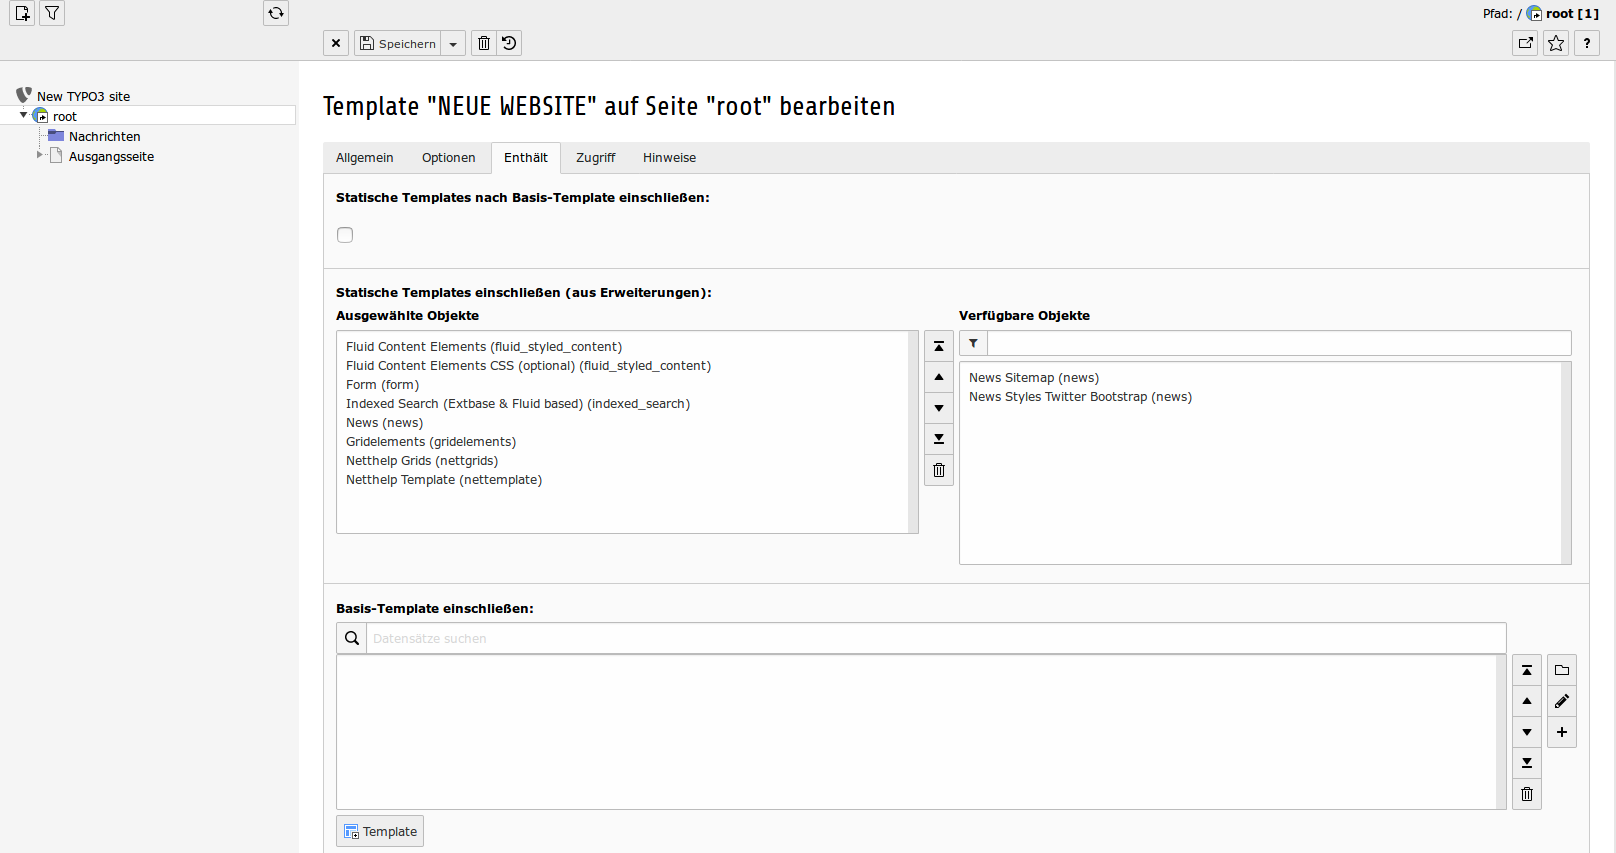 Pfad: / root [1]
Speichern
?
New TYPO3 site
root
Nachrichten
Ausgangsseite
Template "NEUE WEBSITE" auf Seite "root" bearbeiten
Allgemein Optionen Enthält Zugriff Hinweise
Statische Templates nach Basis-Template einschließen:
Statische Templates einschließen (aus Erweiterungen):
Ausgewählte Objekte
Fluid Content Elements (fluid_styled_content)
Fluid Content Elements CSS (optional) (fluid_styled_content)
Form (form)
Indexed Search (Extbase & Fluid based) (indexed_search)
News (news)
Gridelements (gridelements)
Netthelp Grids (nettgrids)
Netthelp Template (nettemplate)
Verfügbare Objekte
News Sitemap (news)
News Styles Twitter Bootstrap (news)
Basis-Template einschließen:
Datensätze suchen
Template